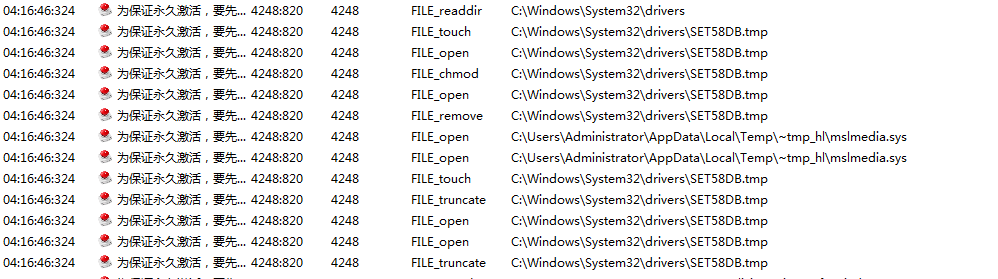 04:16:46:324 为保证永久激活，要先... 4248:820 4248 FILE_readdir C:\Windows\System32\drivers
04:16:46:324 为保证永久激活，要先... 4248:820 4248 FILE_touch C:\Windows\System32\drivers\SET58DB.tmp
04:16:46:324 为保证永久激活，要先... 4248:820 4248 FILE_open C:\Windows\System32\drivers\SET58DB.tmp
04:16:46:324 为保证永久激活，要先... 4248:820 4248 FILE_chmod C:\Windows\System32\drivers\SET58DB.tmp
04:16:46:324 为保证永久激活，要先... 4248:820 4248 FILE_open C:\Windows\System32\drivers\SET58DB.tmp
04:16:46:324 为保证永久激活，要先... 4248:820 4248 FILE_remove C:\Windows\System32\drivers\SET58DB.tmp
04:16:46:324 为保证永久激活，要先... 4248:820 4248 FILE_open C:\Users\Administrator\AppData\Local\Temp\~tmp_hl\mslmedia.sys
04:16:46:324 为保证永久激活，要先... 4248:820 4248 FILE_open C:\Users\Administrator\AppData\Local\Temp\~tmp_hl\mslmedia.sys
04:16:46:324 为保证永久激活，要先... 4248:820 4248 FILE_touch C:\Windows\System32\drivers\SET58DB.tmp
04:16:46:324 为保证永久激活，要先... 4248:820 4248 FILE_truncate C:\Windows\System32\drivers\SET58DB.tmp
04:16:46:324 为保证永久激活，要先... 4248:820 4248 FILE_open C:\Windows\System32\drivers\SET58DB.tmp
04:16:46:324 为保证永久激活，要先... 4248:820 4248 FILE_open C:\Windows\System32\drivers\SET58DB.tmp
04:16:46:324 为保证永久激活，要先... 4248:820 4248 FILE_truncate C:\Windows\System32\drivers\SET58DB.tmp